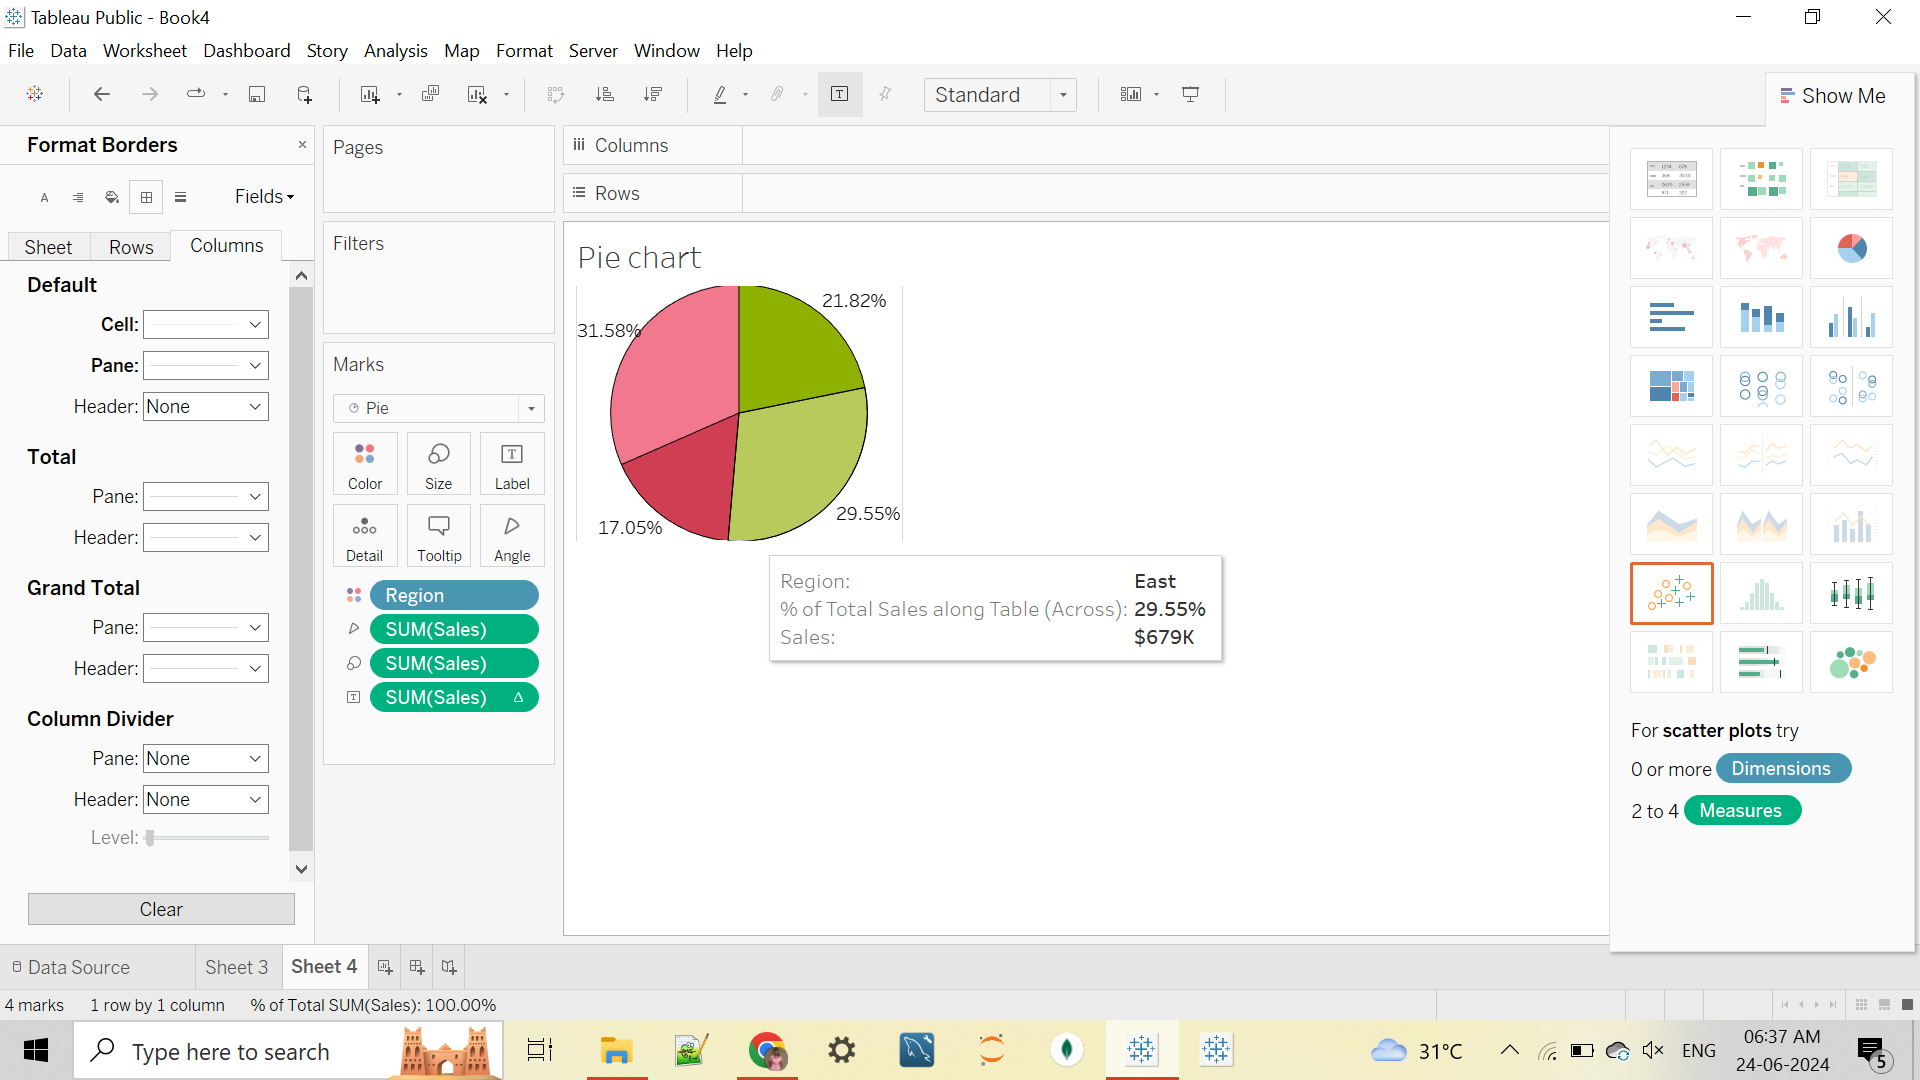 Tableau Public - Book4
File Data Worksheet Dashboard Story Analysis Map Format Server Window Help
Standard
Show Me
Format Borders
Fields
Sheet Rows Columns
Default
Cell:
Pane:
Header: None
Total
Pane:
Header:
Grand Total
Pane:
Header:
Column Divider
Pane: None
Header: None
Level:
Clear
Pages
Filters
Marks
Pie
Color Size Label
Detail Tooltip Angle
Region
SUM(Sales)
SUM(Sales)
SUM(Sales) Δ
Columns
Rows
Pie chart
21.82%
31.58%
29.55%
17.05%
Region: East
% of Total Sales along Table (Across): 29.55%
Sales: $679K
For scatter plots try
0 or more Dimensions
2 to 4 Measures
Data Source Sheet 3 Sheet 4
4 marks 1 row by 1 column % of Total SUM(Sales): 100.00%
Type here to search
31°C
ENG
06:37 AM
24-06-2024
5